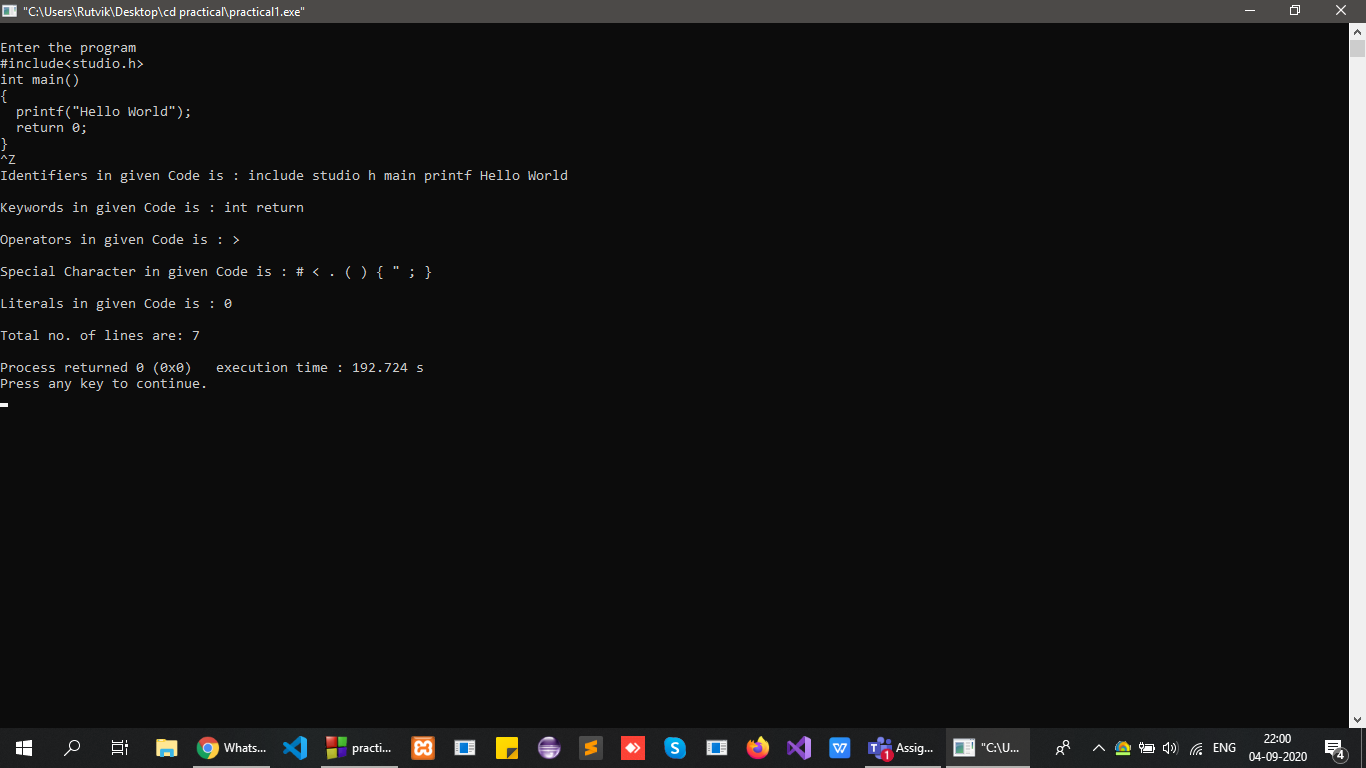 "C:\Users\Rutvik\Desktop\cd practical\practical1.exe"
Enter the program
#include<studio.h>
int main()
{
  printf("Hello World");
  return 0;
}
^Z
Identifiers in given Code is : include studio h main printf Hello World
Keywords in given Code is : int return
Operators in given Code is : >
Special Character in given Code is : # < . ( ) { " ; }
Literals in given Code is : 0
Total no. of lines are: 7
Process returned 0 (0x0)   execution time : 192.724 s
Press any key to continue.
Whats... practi... Assig... "C:\U... ENG 22:00
04-09-2020